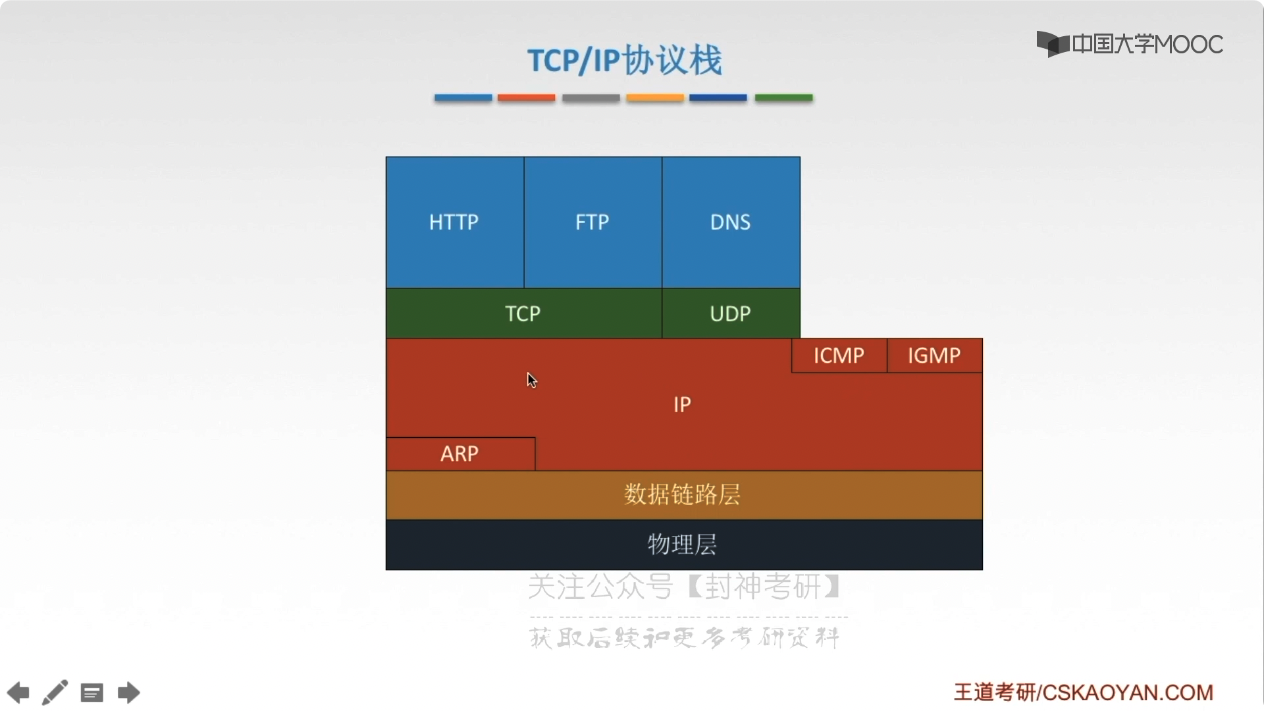 中国大学MOOC
TCP/IP协议栈
HTTP FTP DNS
TCP UDP
ICMP IGMP
IP
ARP
数据链路层
物理层
关注公众号【封神考研】
获取后续和更多考研资料
王道考研/CSKAOYAN.COM